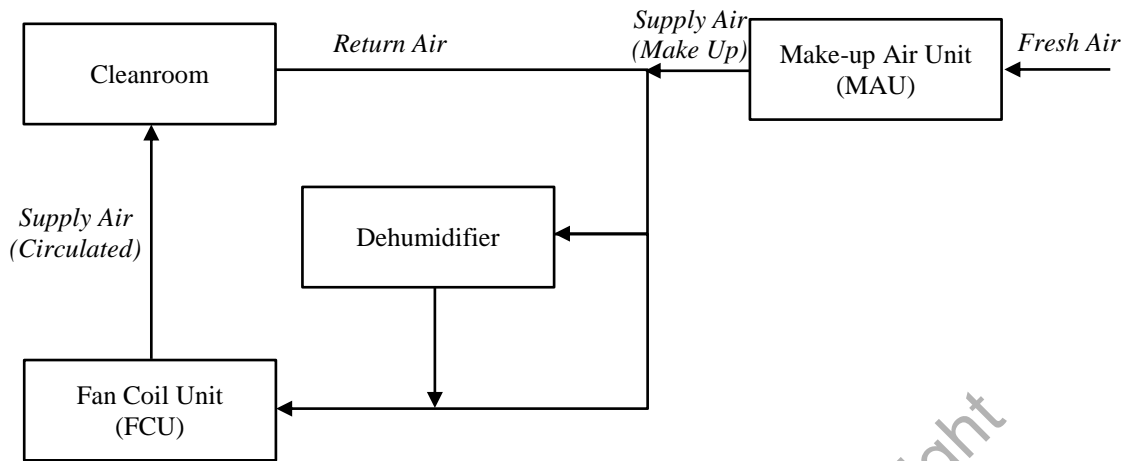 Cleanroom
Return Air
Supply Air
(Make Up)
Make-up Air Unit
(MAU)
Fresh Air
Supply Air
(Circulated)
Dehumidifier
Fan Coil Unit
(FCU)